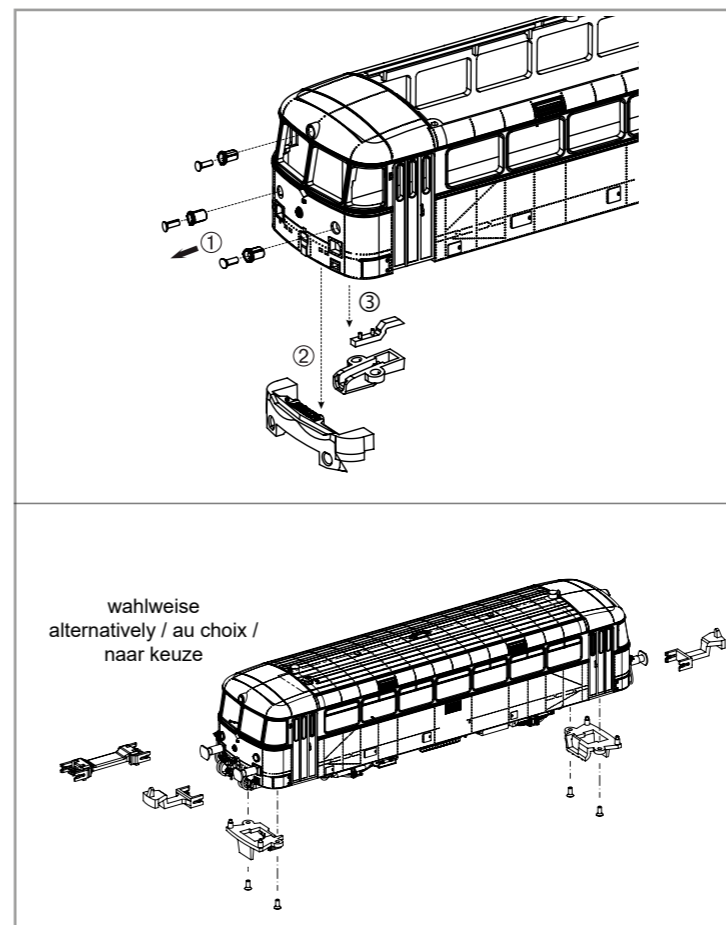 ①
③
②
wahlweise
alternatively / au choix /
naar keuze